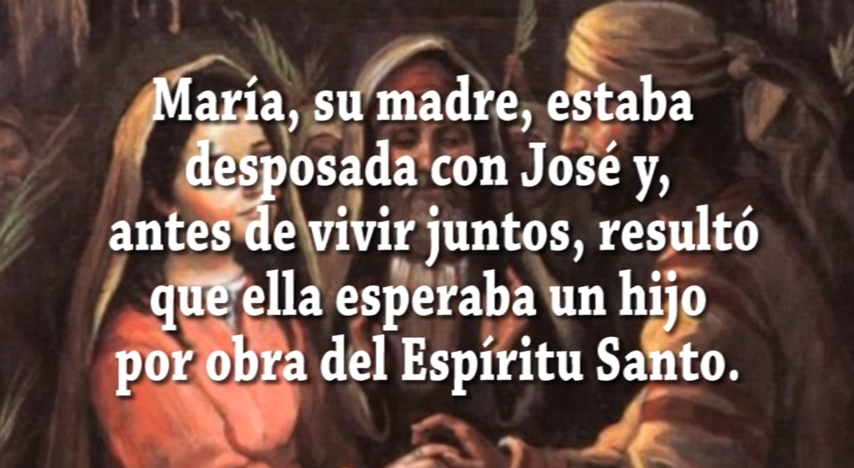 María, su madre, estaba
desposada con José y,
antes de vivir juntos, resultó
que ella esperaba un hijo
por obra del Espíritu Santo.